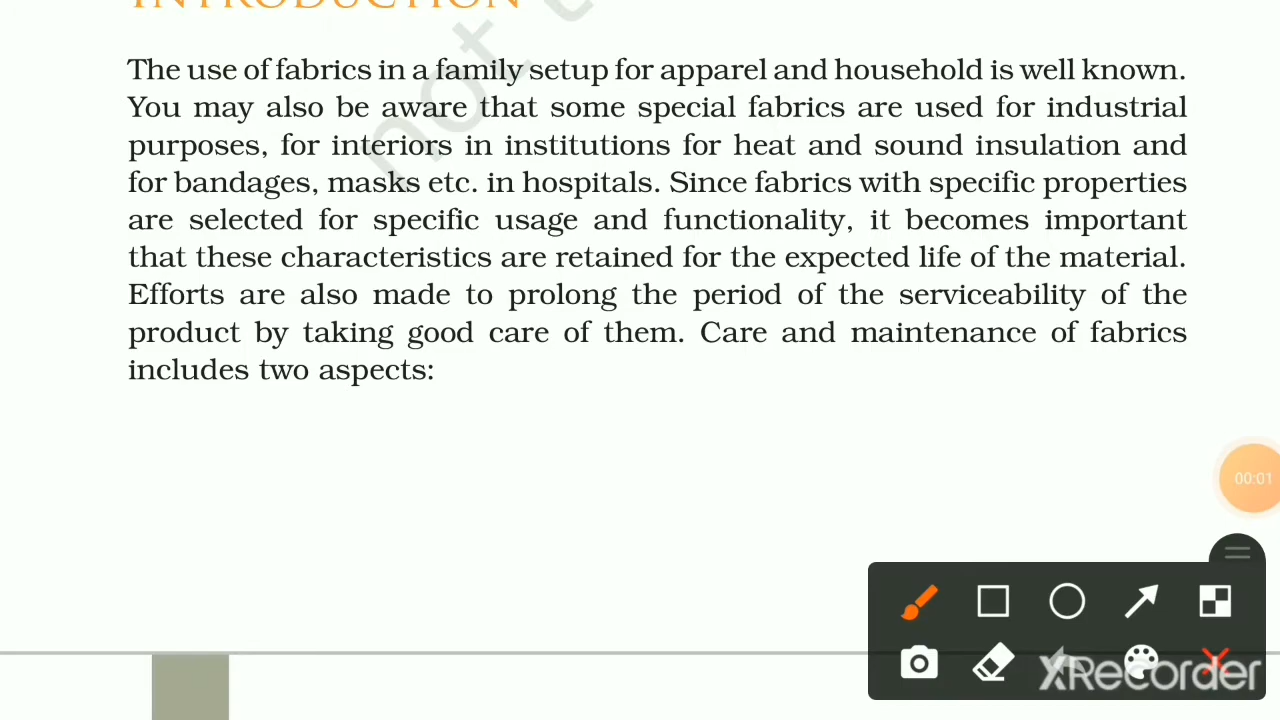 INTRODUCTION
not t
The use of fabrics in a family setup for apparel and household is well known.
You may also be aware that some special fabrics are used for industrial
purposes, for interiors in institutions for heat and sound insulation and
for bandages, masks etc. in hospitals. Since fabrics with specific properties
are selected for specific usage and functionality, it becomes important
that these characteristics are retained for the expected life of the material.
Efforts are also made to prolong the period of the serviceability of the
product by taking good care of them. Care and maintenance of fabrics
includes two aspects:
00:01
XRecorder